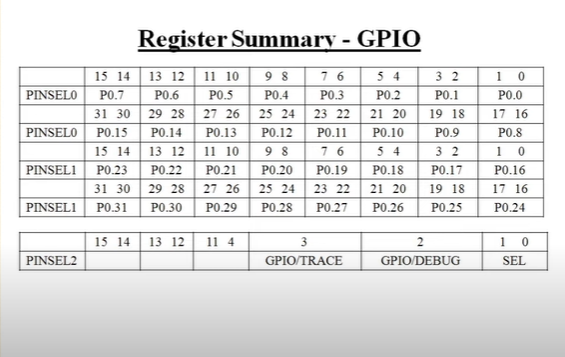 Register Summary - GPIO
15 14 13 12 11 10 9 8 7 6 5 4 3 2 1 0
PINSEL0 P0.7 P0.6 P0.5 P0.4 P0.3 P0.2 P0.1 P0.0
31 30 29 28 27 26 25 24 23 22 21 20 19 18 17 16
PINSEL0 P0.15 P0.14 P0.13 P0.12 P0.11 P0.10 P0.9 P0.8
15 14 13 12 11 10 9 8 7 6 5 4 3 2 1 0
PINSEL1 P0.23 P0.22 P0.21 P0.20 P0.19 P0.18 P0.17 P0.16
31 30 29 28 27 26 25 24 23 22 21 20 19 18 17 16
PINSEL1 P0.31 P0.30 P0.29 P0.28 P0.27 P0.26 P0.25 P0.24
15 14 13 12 11 4 3 2 1 0
PINSEL2 GPIO/TRACE GPIO/DEBUG SEL